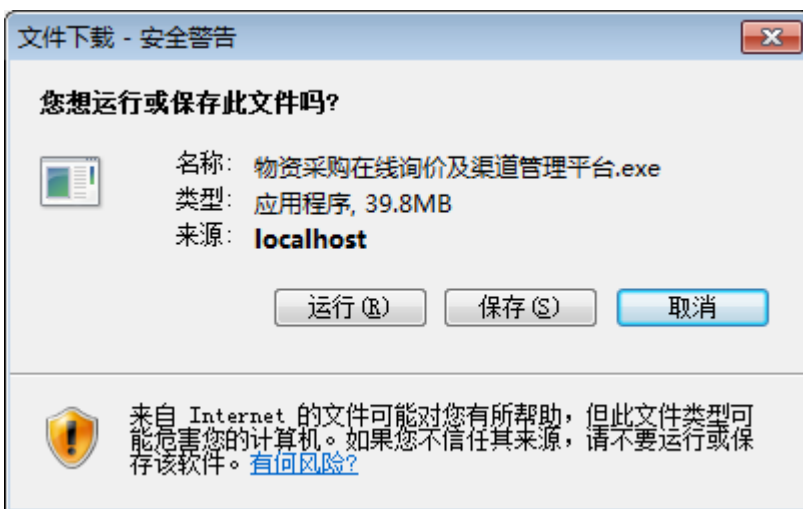 文件下载 - 安全警告
您想运行或保存此文件吗?
名称: 物资采购在线询价及渠道管理平台.exe
类型: 应用程序, 39.8MB
来源: localhost
运行(R) 保存(S) 取消
来自 Internet 的文件可能对您有所帮助，但此文件类型可
能危害您的计算机。如果您不信任其来源，请不要运行或保
存该软件。有何风险?